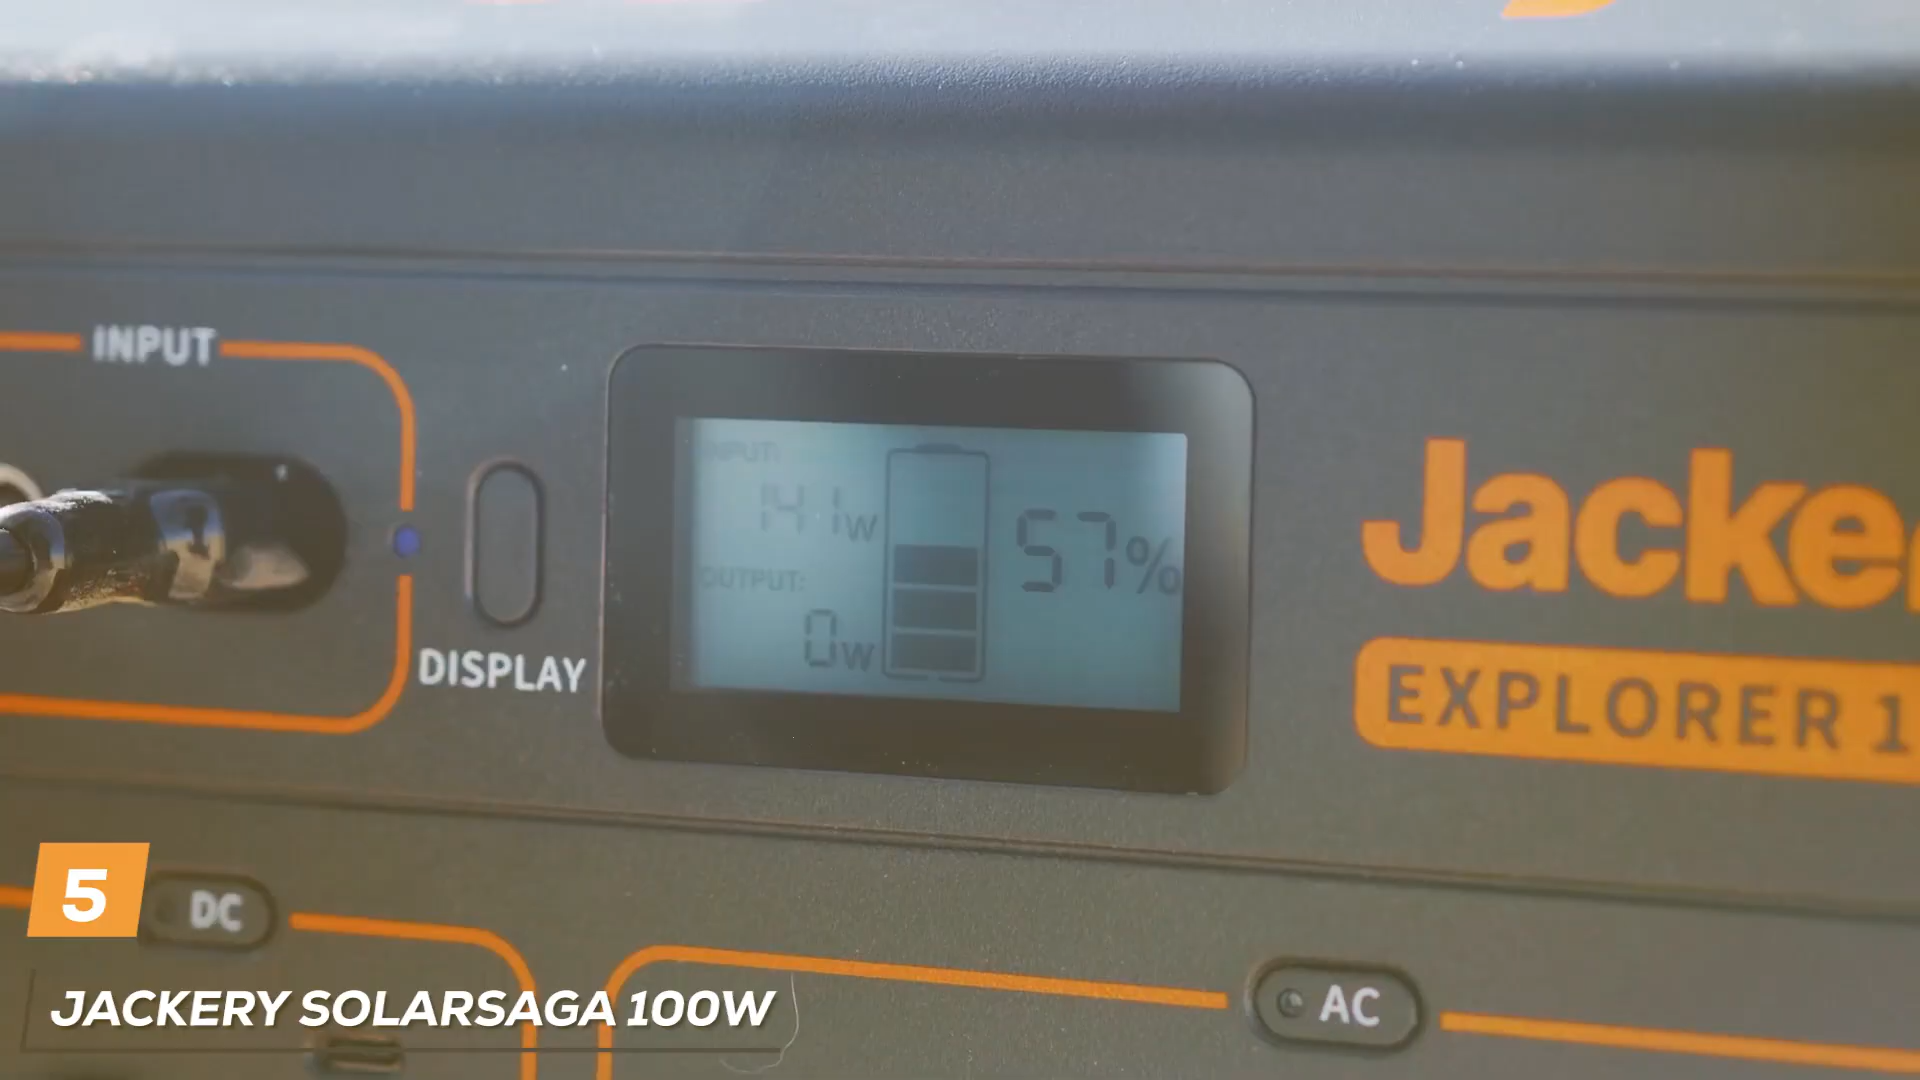 INPUT
INPUT:
141W
OUTPUT:
0W
57%
DISPLAY
Jacke
EXPLORER 1
5
DC
AC
JACKERY SOLARSAGA 100W